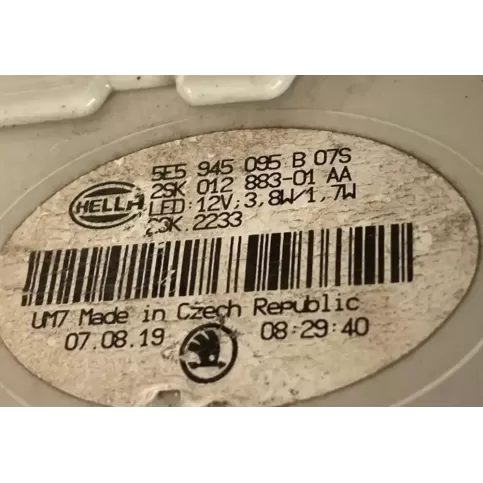 5E5 945 095 B 07S
2SK 012 883-01 AA
HELLA
LED:12V;3,8W/1,7W
2SK.2233
UM7 Made in Czech Republic
07.08.19
08:29:40